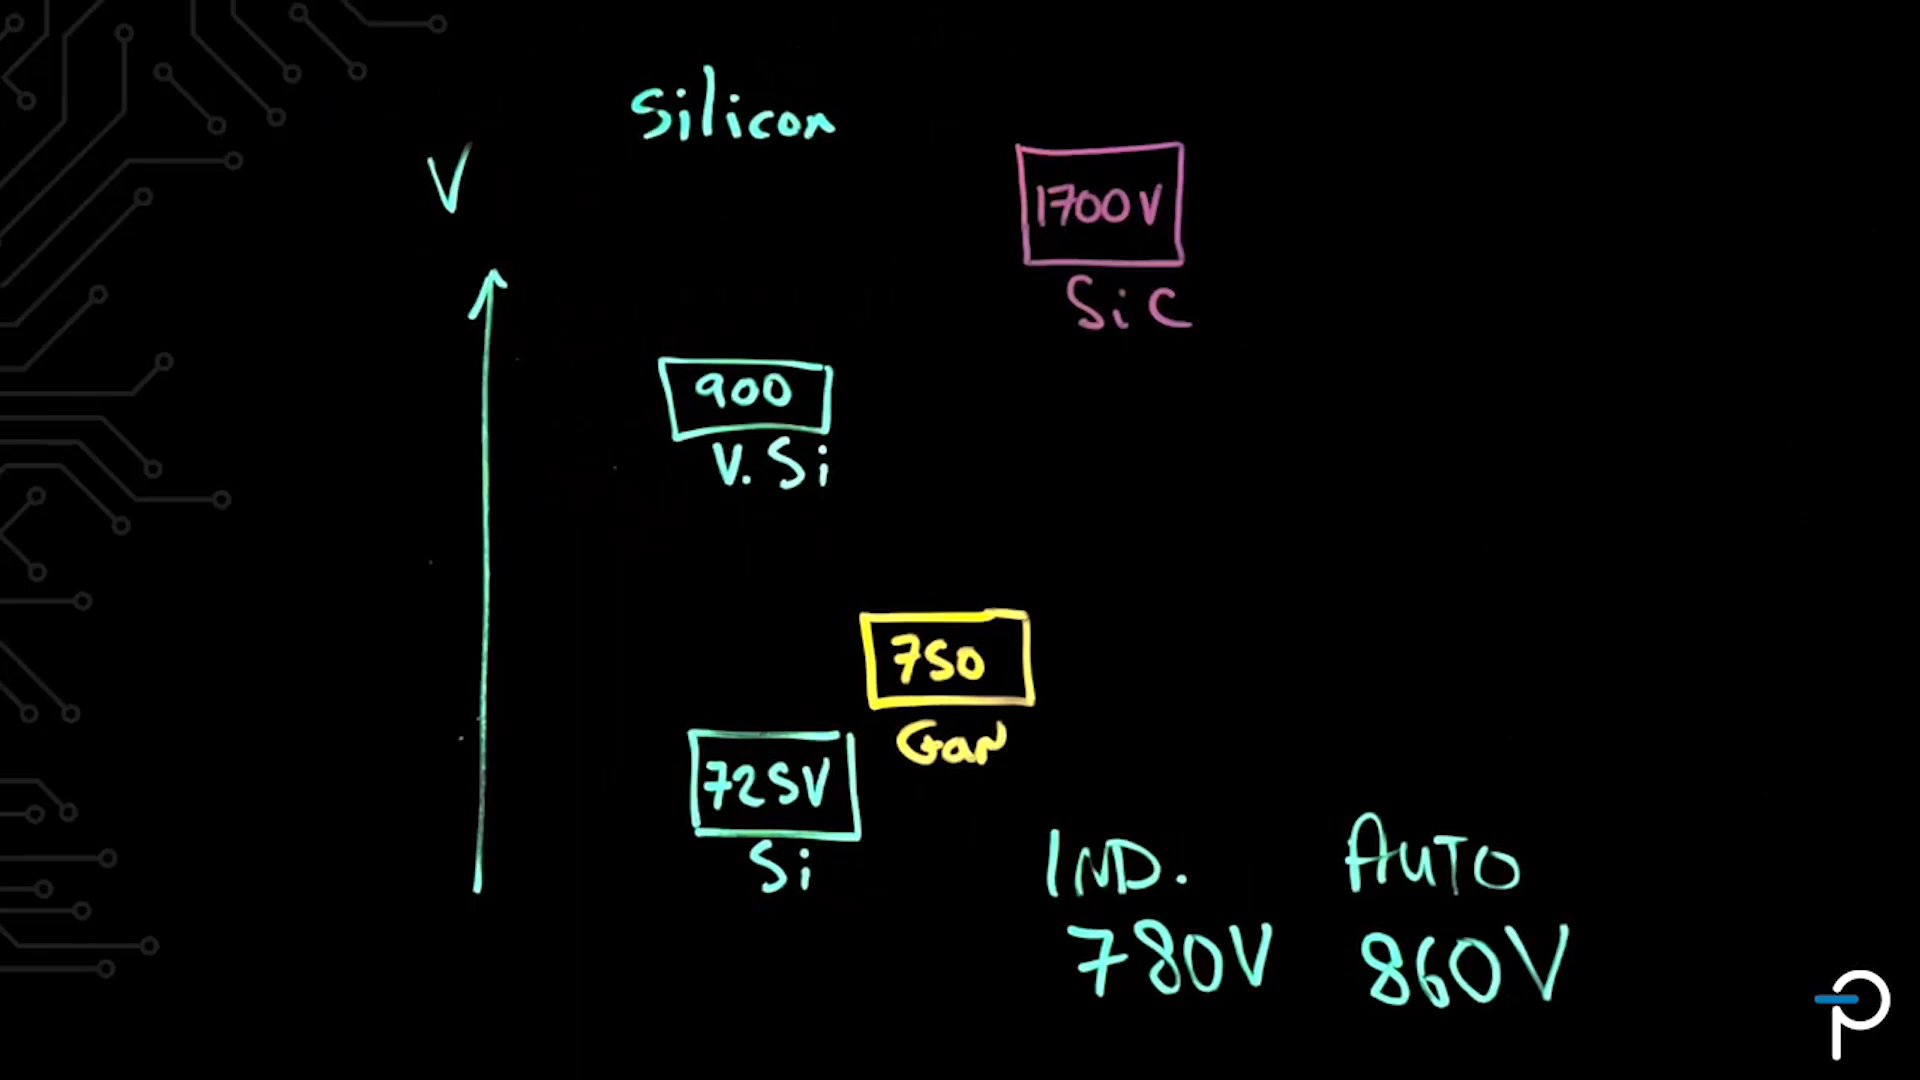 Silicon
V
1700V
SiC
900
V.Si
750
GaN
725V
Si
IND. AUTO
780V 860V